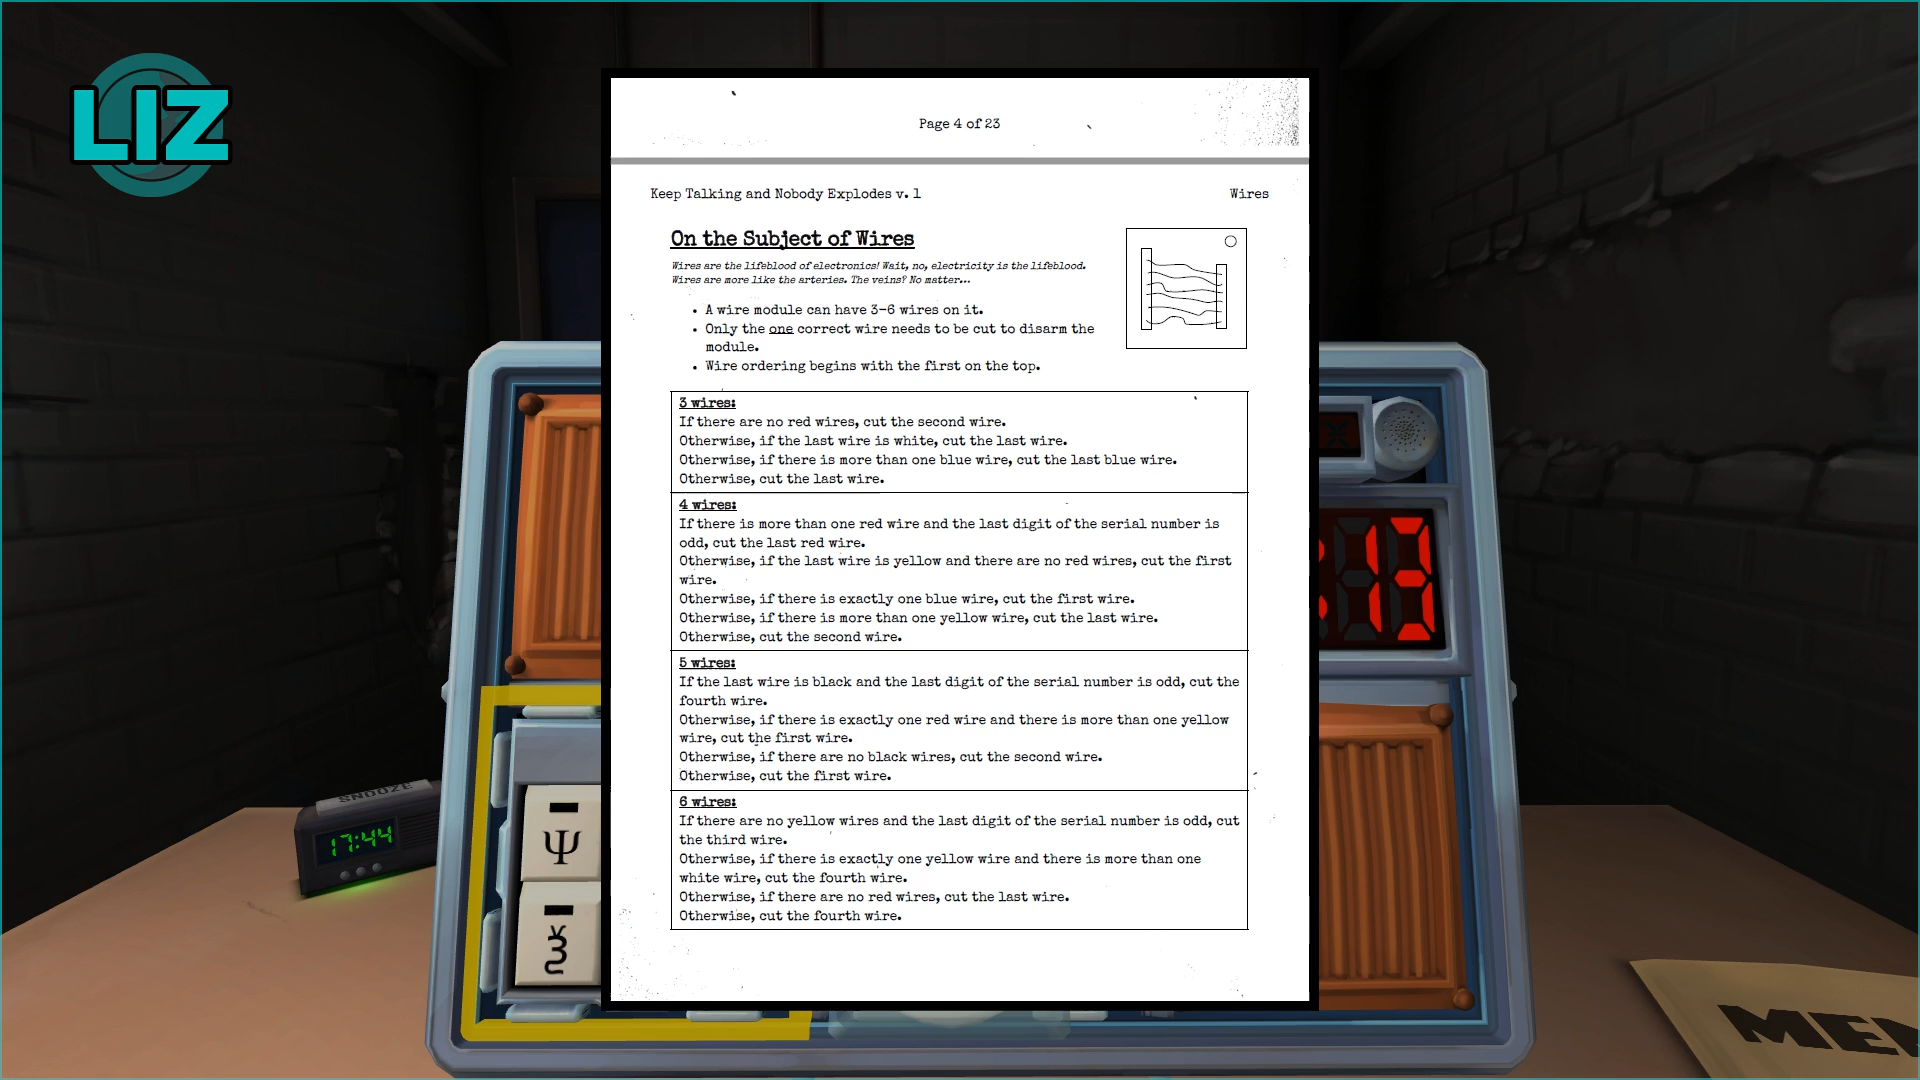 LIZ
Page 4 of 23
Keep Talking and Nobody Explodes v. 1
Wires
On the Subject of Wires
Wires are the lifeblood of electronics! Wait, no, electricity is the lifeblood.
Wires are more like the arteries. The veins? No matter...
• A wire module can have 3-6 wires on it.
• Only the one correct wire needs to be cut to disarm the
module.
• Wire ordering begins with the first on the top.
3 wires:
If there are no red wires, cut the second wire.
Otherwise, if the last wire is white, cut the last wire.
Otherwise, if there is more than one blue wire, cut the last blue wire.
Otherwise, cut the last wire.
4 wires:
If there is more than one red wire and the last digit of the serial number is
odd, cut the last red wire.
Otherwise, if the last wire is yellow and there are no red wires, cut the first
wire.
Otherwise, if there is exactly one blue wire, cut the first wire.
Otherwise, if there is more than one yellow wire, cut the last wire.
Otherwise, cut the second wire.
5 wires:
If the last wire is black and the last digit of the serial number is odd, cut the
fourth wire.
Otherwise, if there is exactly one red wire and there is more than one yellow
wire, cut the first wire.
Otherwise, if there are no black wires, cut the second wire.
Otherwise, cut the first wire.
6 wires:
If there are no yellow wires and the last digit of the serial number is odd, cut
the third wire.
Otherwise, if there is exactly one yellow wire and there is more than one
white wire, cut the fourth wire.
Otherwise, if there are no red wires, cut the last wire.
Otherwise, cut the fourth wire.
SNOOZE
17:44
Ψ
Ѯ
13